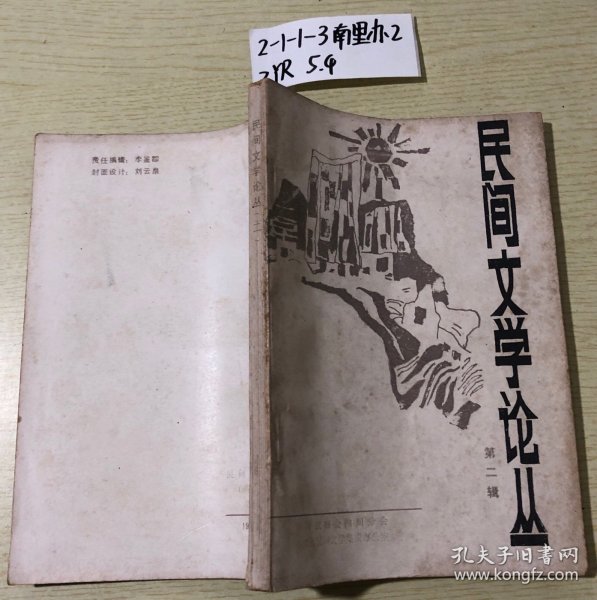 2-1-1-3南里办2
ZYR 5.9
责任编辑：李鉴踪
封面设计：刘云泉
民间文学论丛（二）
民间文学论丛
第二辑
孔夫子旧书网
www.kongfz.com